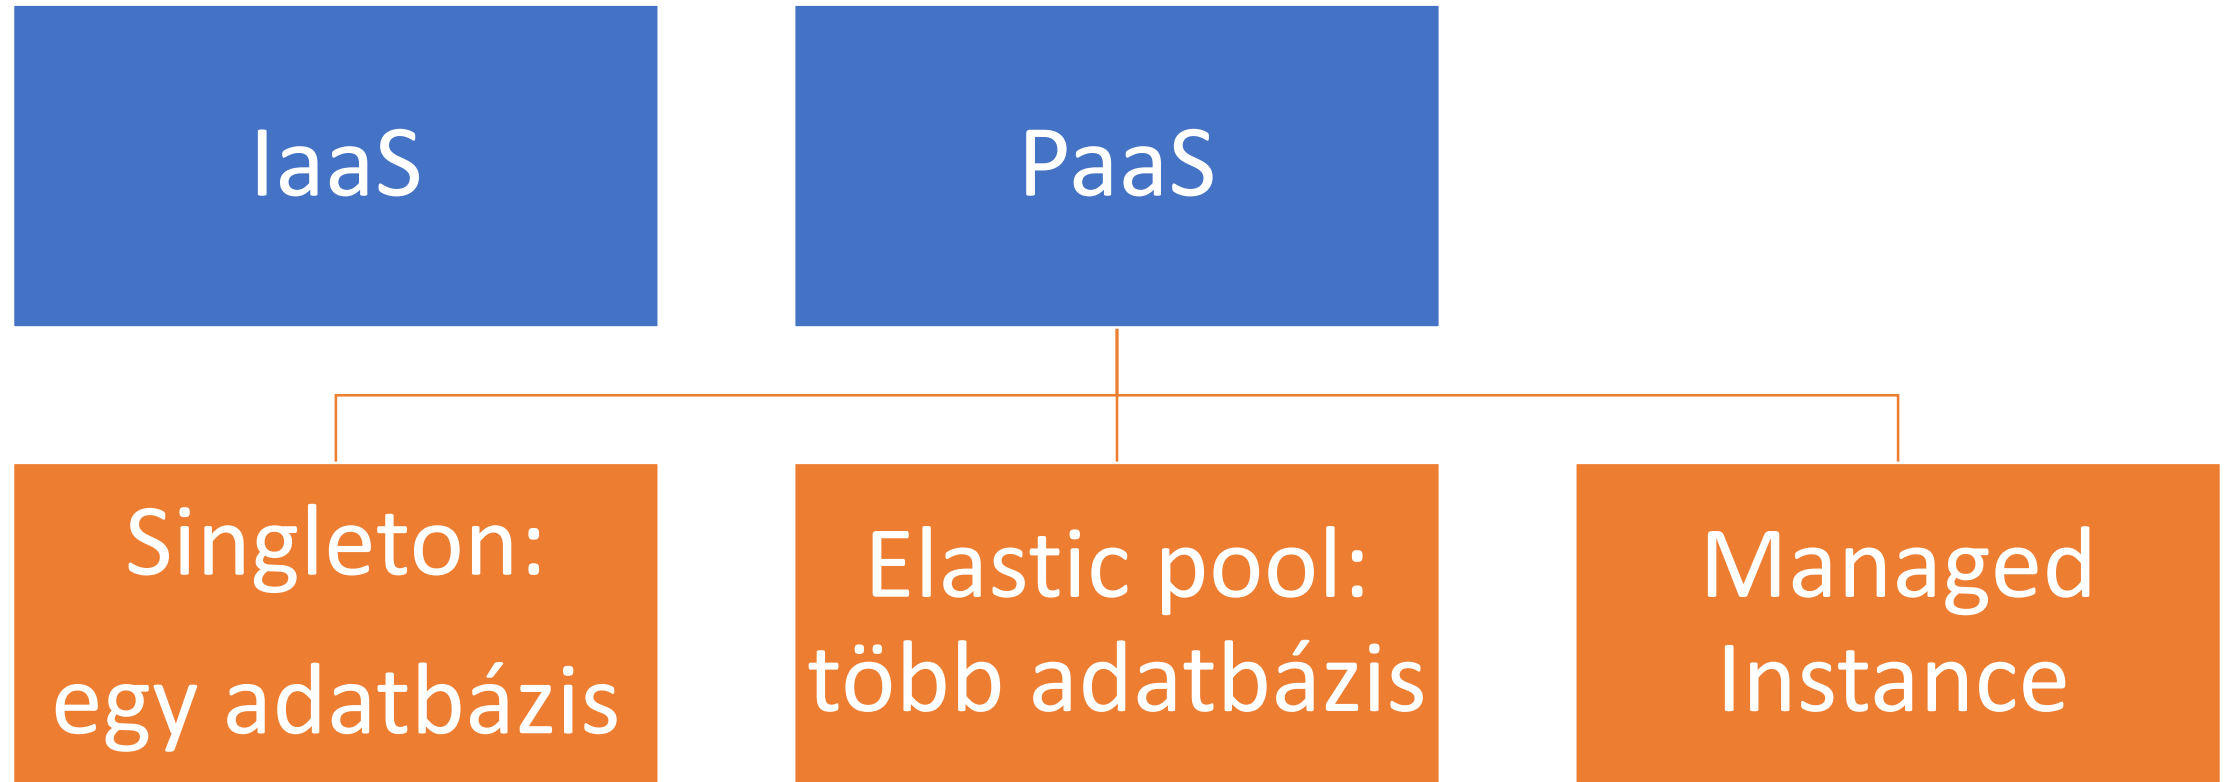 IaaS
PaaS
Singleton:
egy adatbázis
Elastic pool:
több adatbázis
Managed
Instance